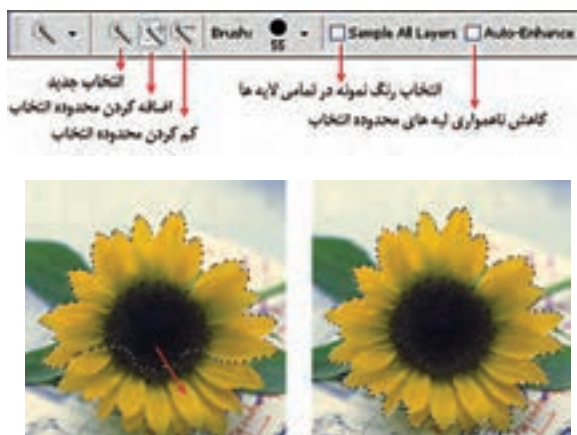 Brush: 55 Sample All Layers Auto-Enhance
انتخاب جدید
اضافه کردن محدوده انتخاب
کم کردن محدوده انتخاب
انتخاب رنگ نمونه در تمامی لایه ها
کاهش ناهمواری لبه های محدوده انتخاب